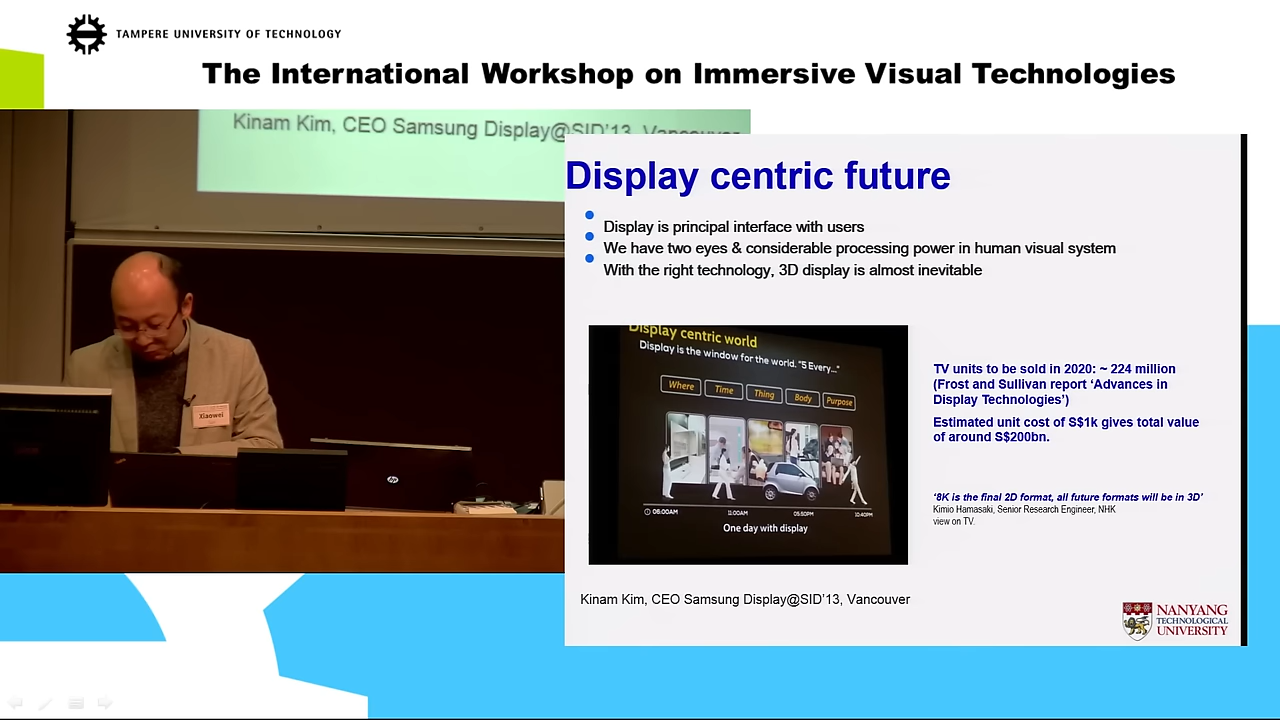 TAMPERE UNIVERSITY OF TECHNOLOGY
The International Workshop on Immersive Visual Technologies
Kinam Kim, CEO Samsung Display@SID'13, Vancouver
Xiaowei
hp
Display centric future
Display is principal interface with users
We have two eyes & considerable processing power in human visual system
With the right technology, 3D display is almost inevitable
Display centric world
Display is the window for the world. "5 Every..."
Where Time Thing Body Purpose
06:00AM 11:00AM 05:50PM 10:40PM
One day with display
TV units to be sold in 2020: ~ 224 million
(Frost and Sullivan report ‘Advances in
Display Technologies’)
Estimated unit cost of S$1k gives total value
of around S$200bn.
‘8K is the final 2D format, all future formats will be in 3D’
Kimio Hamasaki, Senior Research Engineer, NHK
view on TV.
Kinam Kim, CEO Samsung Display@SID’13, Vancouver
NANYANG
TECHNOLOGICAL
UNIVERSITY